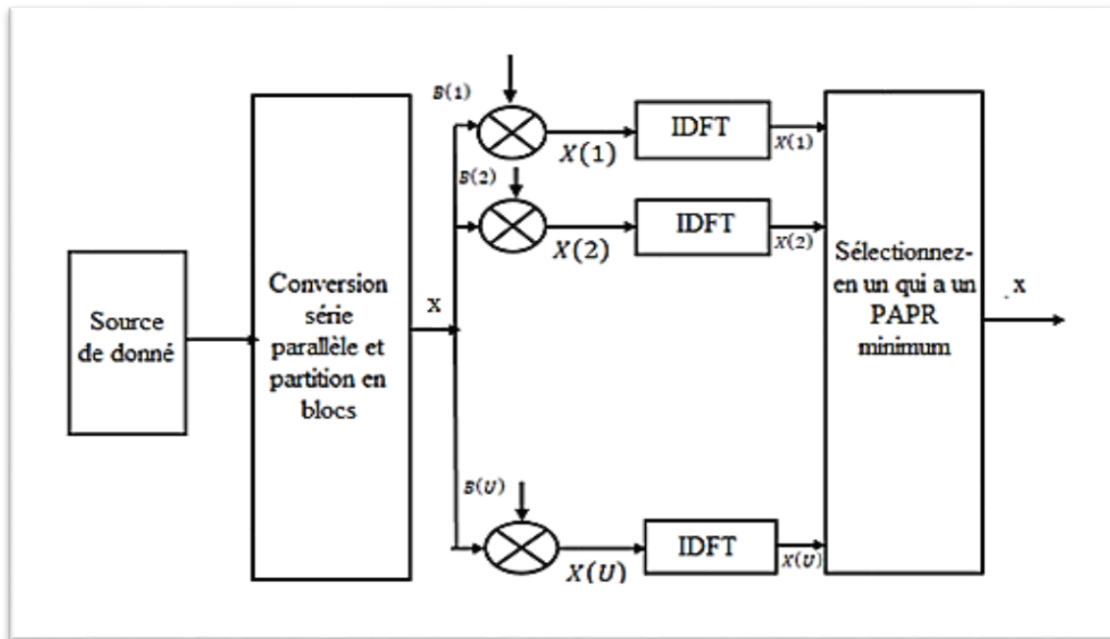 Source
de donné
Conversion
série
parallèle et
partition en
blocs
X
B(1)
X(1)
IDFT
X(1)
B(2)
X(2)
IDFT
X(2)
B(U)
X(U)
IDFT
X(U)
Sélectionnez-
en un qui a un
PAPR
minimum
x